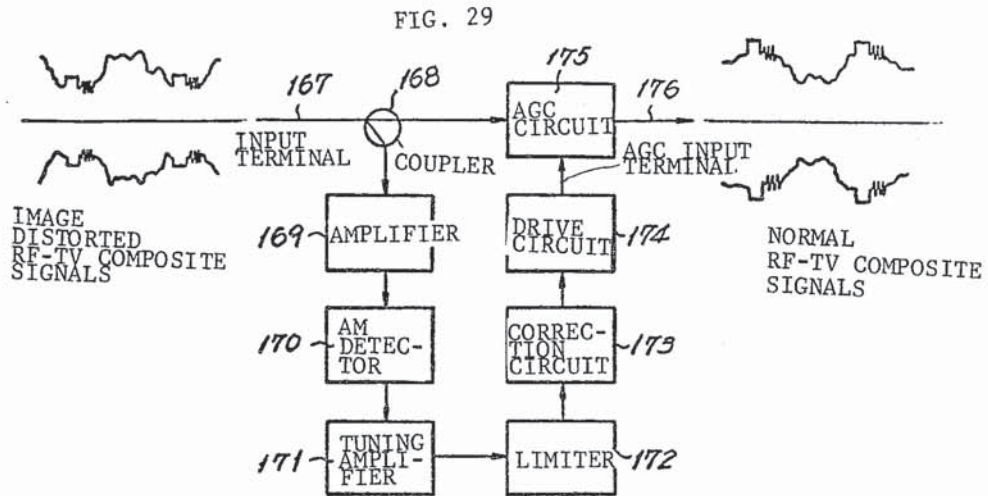 FIG. 29
175
167
168
176
AGC
CIRCUIT
INPUT
TERMINAL
COUPLER
AGC INPUT
TERMINAL
IMAGE
DISTORTED
RF-TV COMPOSITE
SIGNALS
169
AMPLIFIER
DRIVE
CIRCUIT
174
NORMAL
RF-TV COMPOSITE
SIGNALS
170
AM
DETEC-
TOR
CORREC-
TION
CIRCUIT
173
171
TUNING
AMPLI-
FIER
LIMITER
172